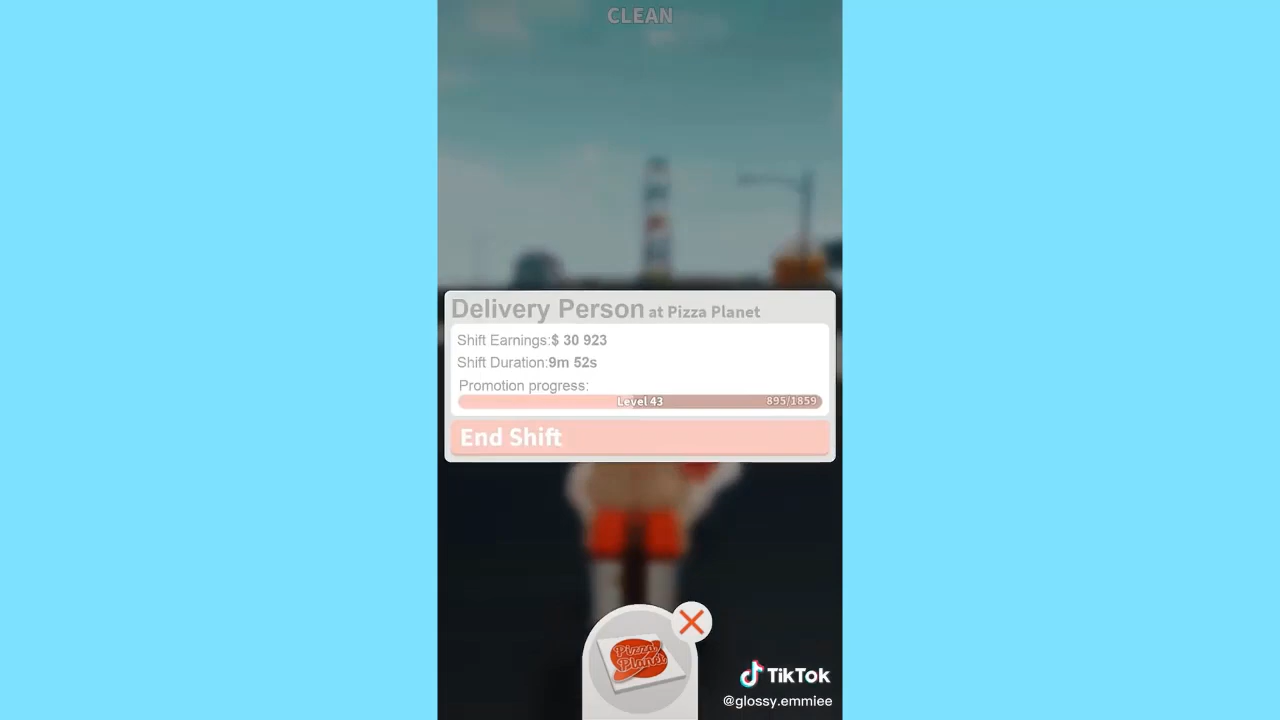 CLEAN
Delivery Person at Pizza Planet
Shift Earnings:$ 30 923
Shift Duration:9m 52s
Promotion progress:
Level 43
895/1859
End Shift
Pizza
Planet
TikTok
@glossy.emmiee